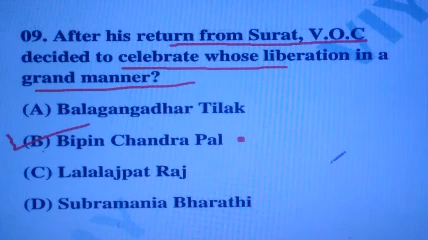 09. After his return from Surat, V.O.C
decided to celebrate whose liberation in a
grand manner?
(A) Balagangadhar Tilak
(B) Bipin Chandra Pal
(C) Lalalajpat Raj
(D) Subramania Bharathi